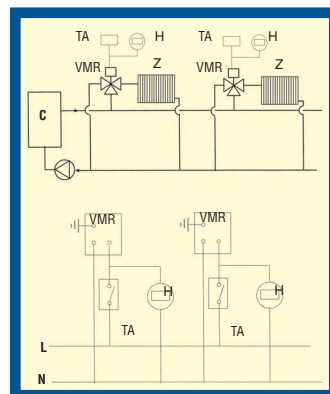 TA H TA H
VMR Z VMR Z
C
VMR VMR
H H
TA TA
L
N